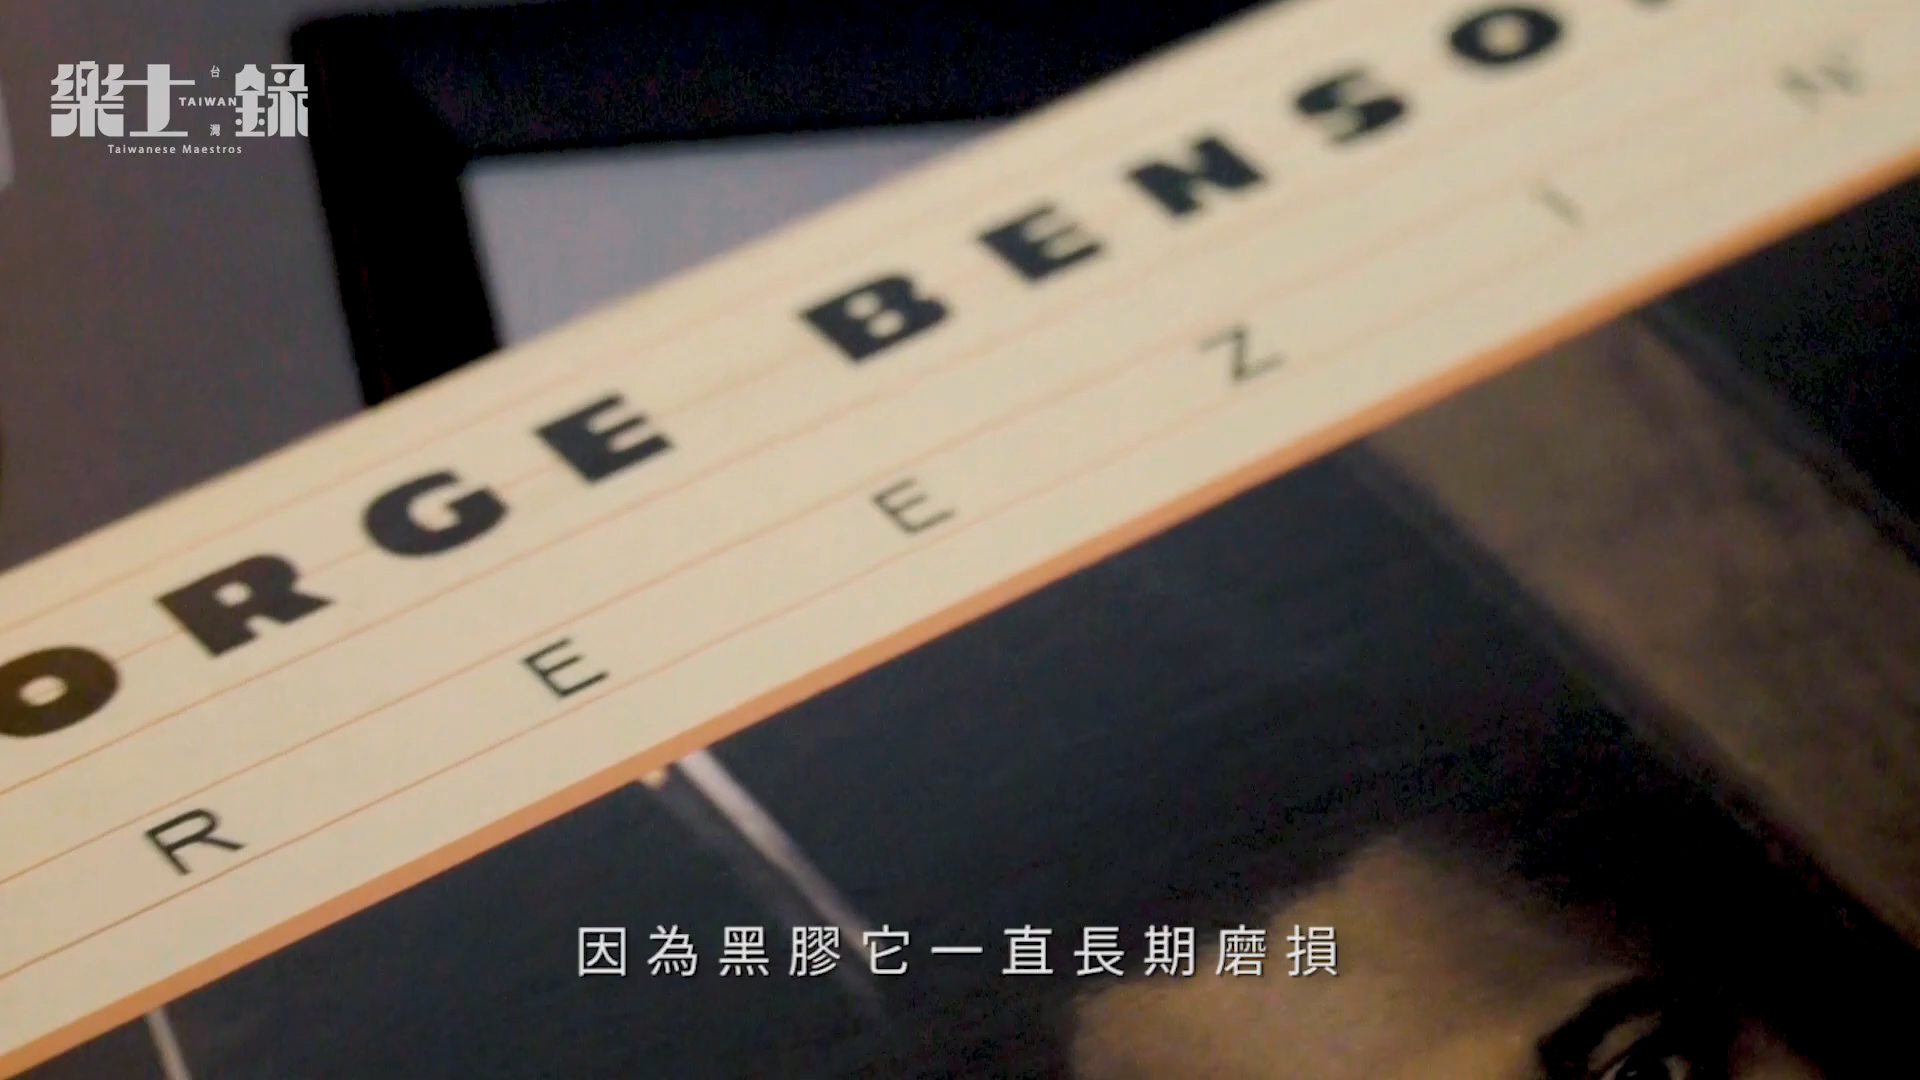 樂士錄
台
TAIWAN
灣
Taiwanese Maestros
ORGE BENSO
REEZI
因為黑膠它一直長期磨損